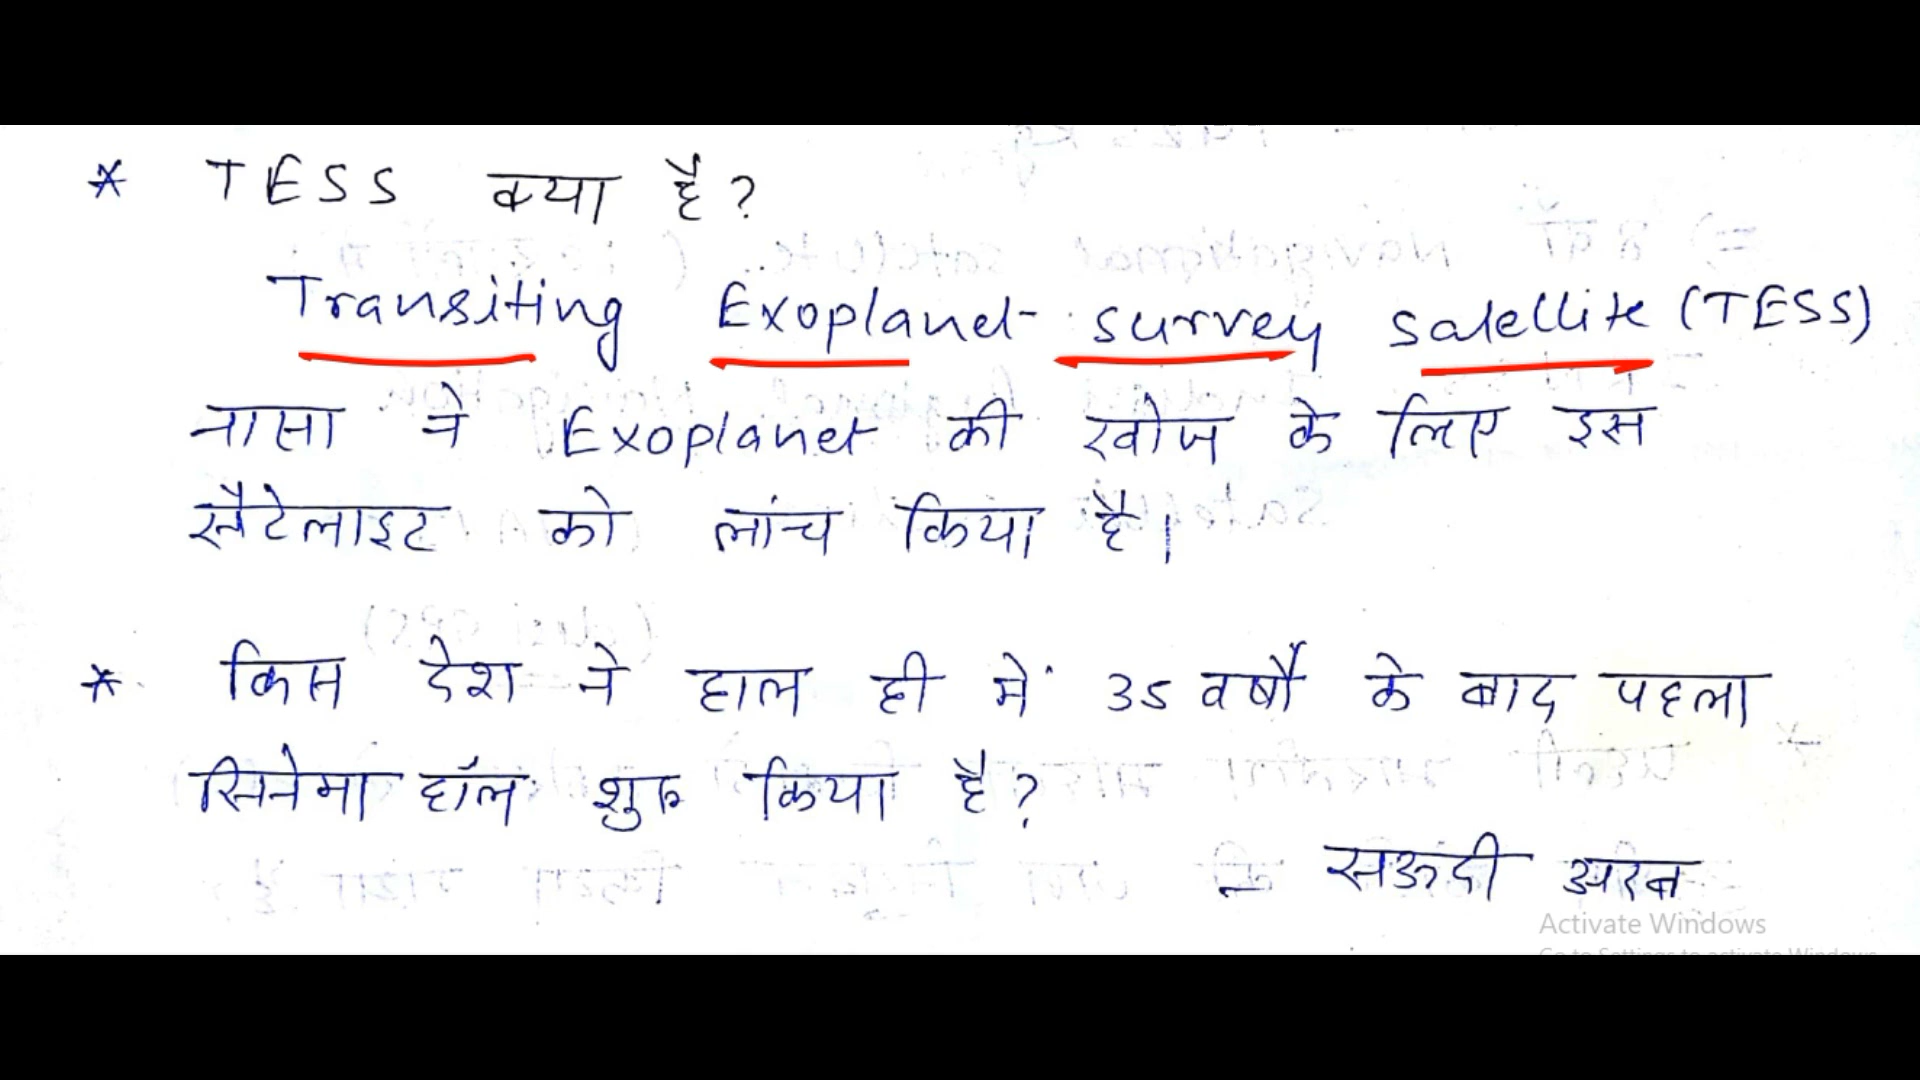 * TESS क्या है?
Transiting Exoplanet survey satellite (TESS)
नासा ने Exoplanet की खोज के लिए इस
सैटेलाइट को लांच किया है।
* किस देश ने हाल ही में 35 वर्षों के बाद पहला
सिनेमा हॉल शुरु किया है?
- सऊदी अरब
Activate Windows